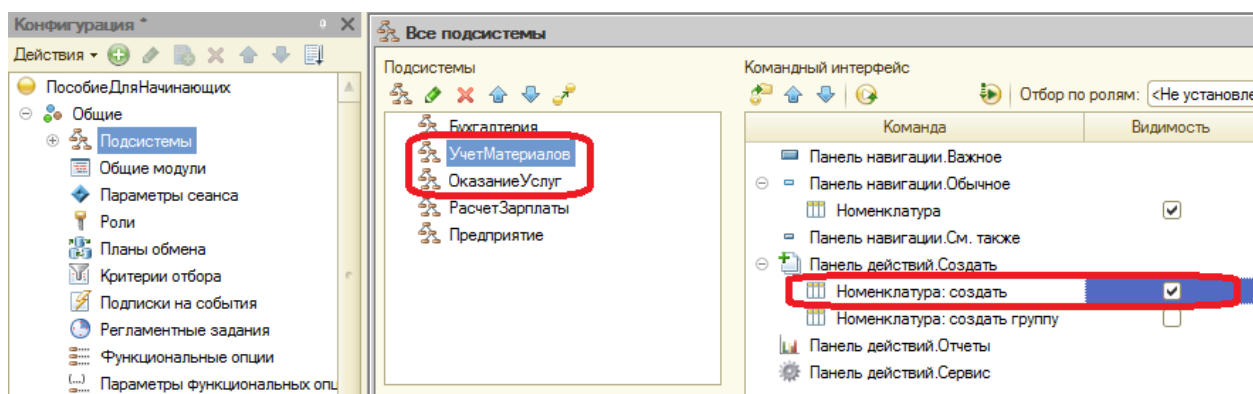 Конфигурация *
Действия
ПособиеДляНачинающих
Общие
Подсистемы
Общие модули
Параметры сеанса
Роли
Планы обмена
Критерии отбора
Подписки на события
Регламентные задания
Функциональные опции
Параметры функциональных опц
Все подсистемы
Подсистемы
Бухгалтерия
УчетМатериалов
ОказаниеУслуг
РасчетЗарплаты
Предприятие
Командный интерфейс
Отбор по ролям: <Не установле
Команда Видимость
Панель навигации.Важное
Панель навигации.Обычное
Номенклатура
Панель навигации.См. также
Панель действий.Создать
Номенклатура: создать
Номенклатура: создать группу
Панель действий.Отчеты
Панель действий.Сервис